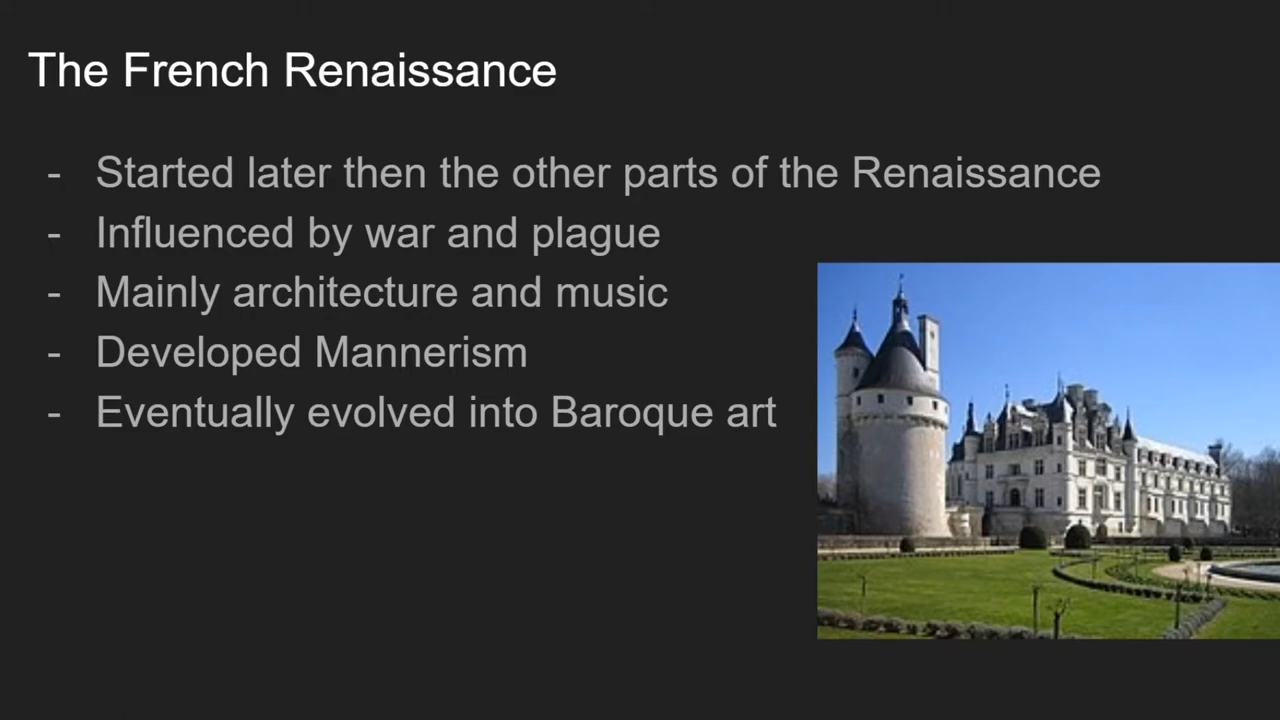 The French Renaissance
- Started later then the other parts of the Renaissance
- Influenced by war and plague
- Mainly architecture and music
- Developed Mannerism
- Eventually evolved into Baroque art